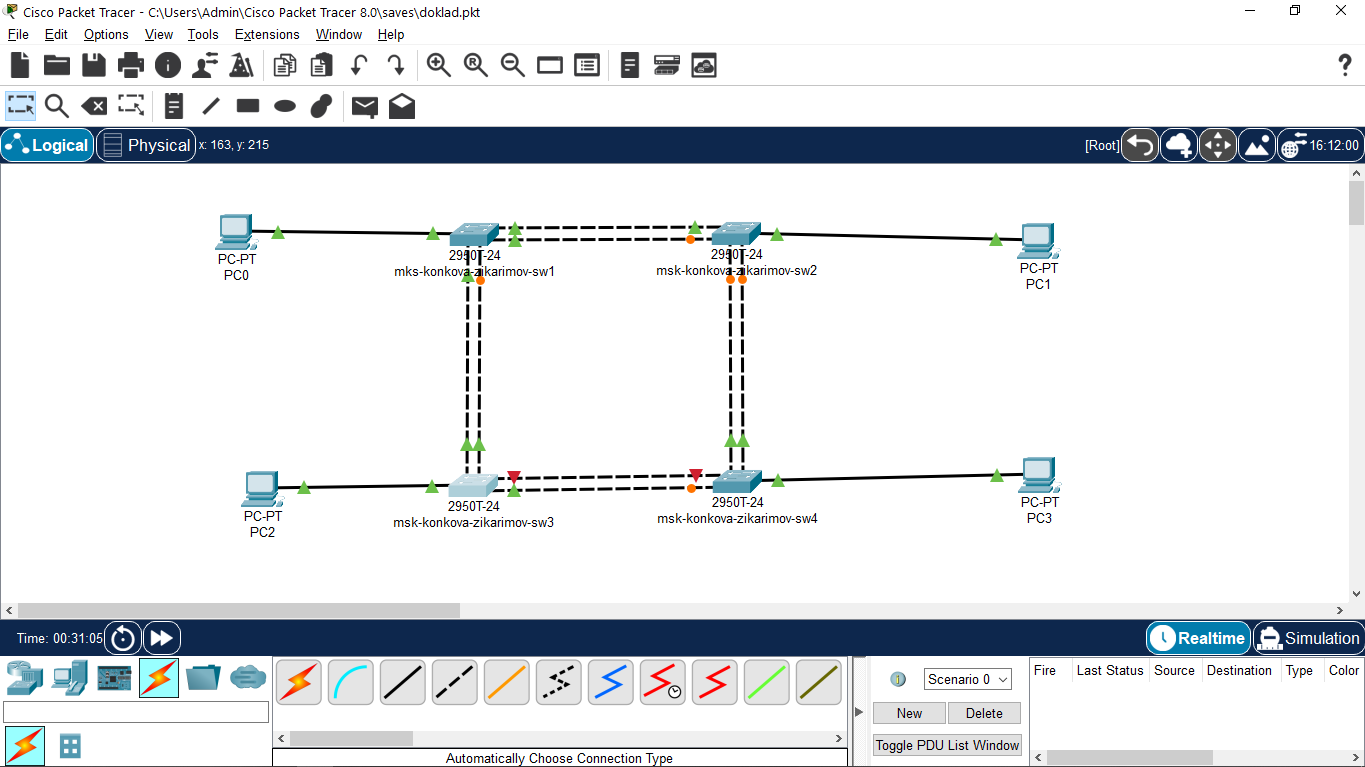 Cisco Packet Tracer - C:\Users\Admin\Cisco Packet Tracer 8.0\saves\doklad.pkt
File Edit Options View Tools Extensions Window Help
Logical Physical x: 163, y: 215 [Root] 16:12:00
PC-PT
PC0
2950T-24
mks-konkova-zikarimov-sw1
2950T-24
msk-konkova-zikarimov-sw2
PC-PT
PC1
PC-PT
PC2
2950T-24
msk-konkova-zikarimov-sw3
2950T-24
msk-konkova-zikarimov-sw4
PC-PT
PC3
Time: 00:31:05 Realtime Simulation
Scenario 0
New Delete
Toggle PDU List Window
Fire Last Status Source Destination Type Color
Automatically Choose Connection Type